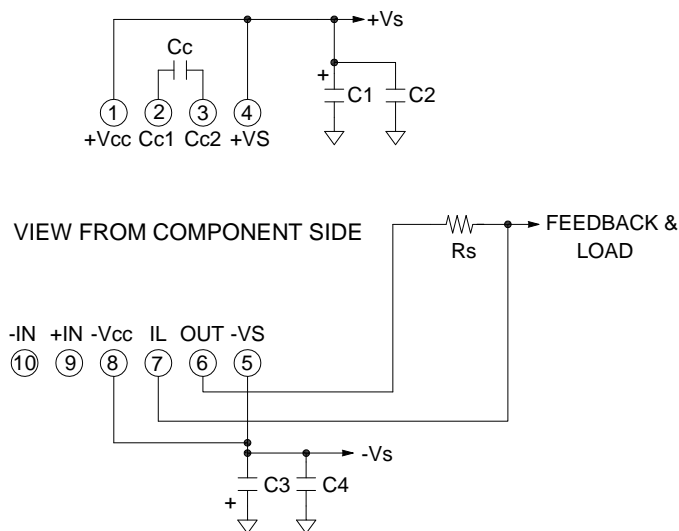 +Vs
Cc
+
C1
C2
1
2
3
4
+Vcc
Cc1
Cc2
+VS
VIEW FROM COMPONENT SIDE
Rs
FEEDBACK &
LOAD
-IN
+IN
-Vcc
IL
OUT
-VS
10
9
8
7
6
5
-Vs
C3
C4
+